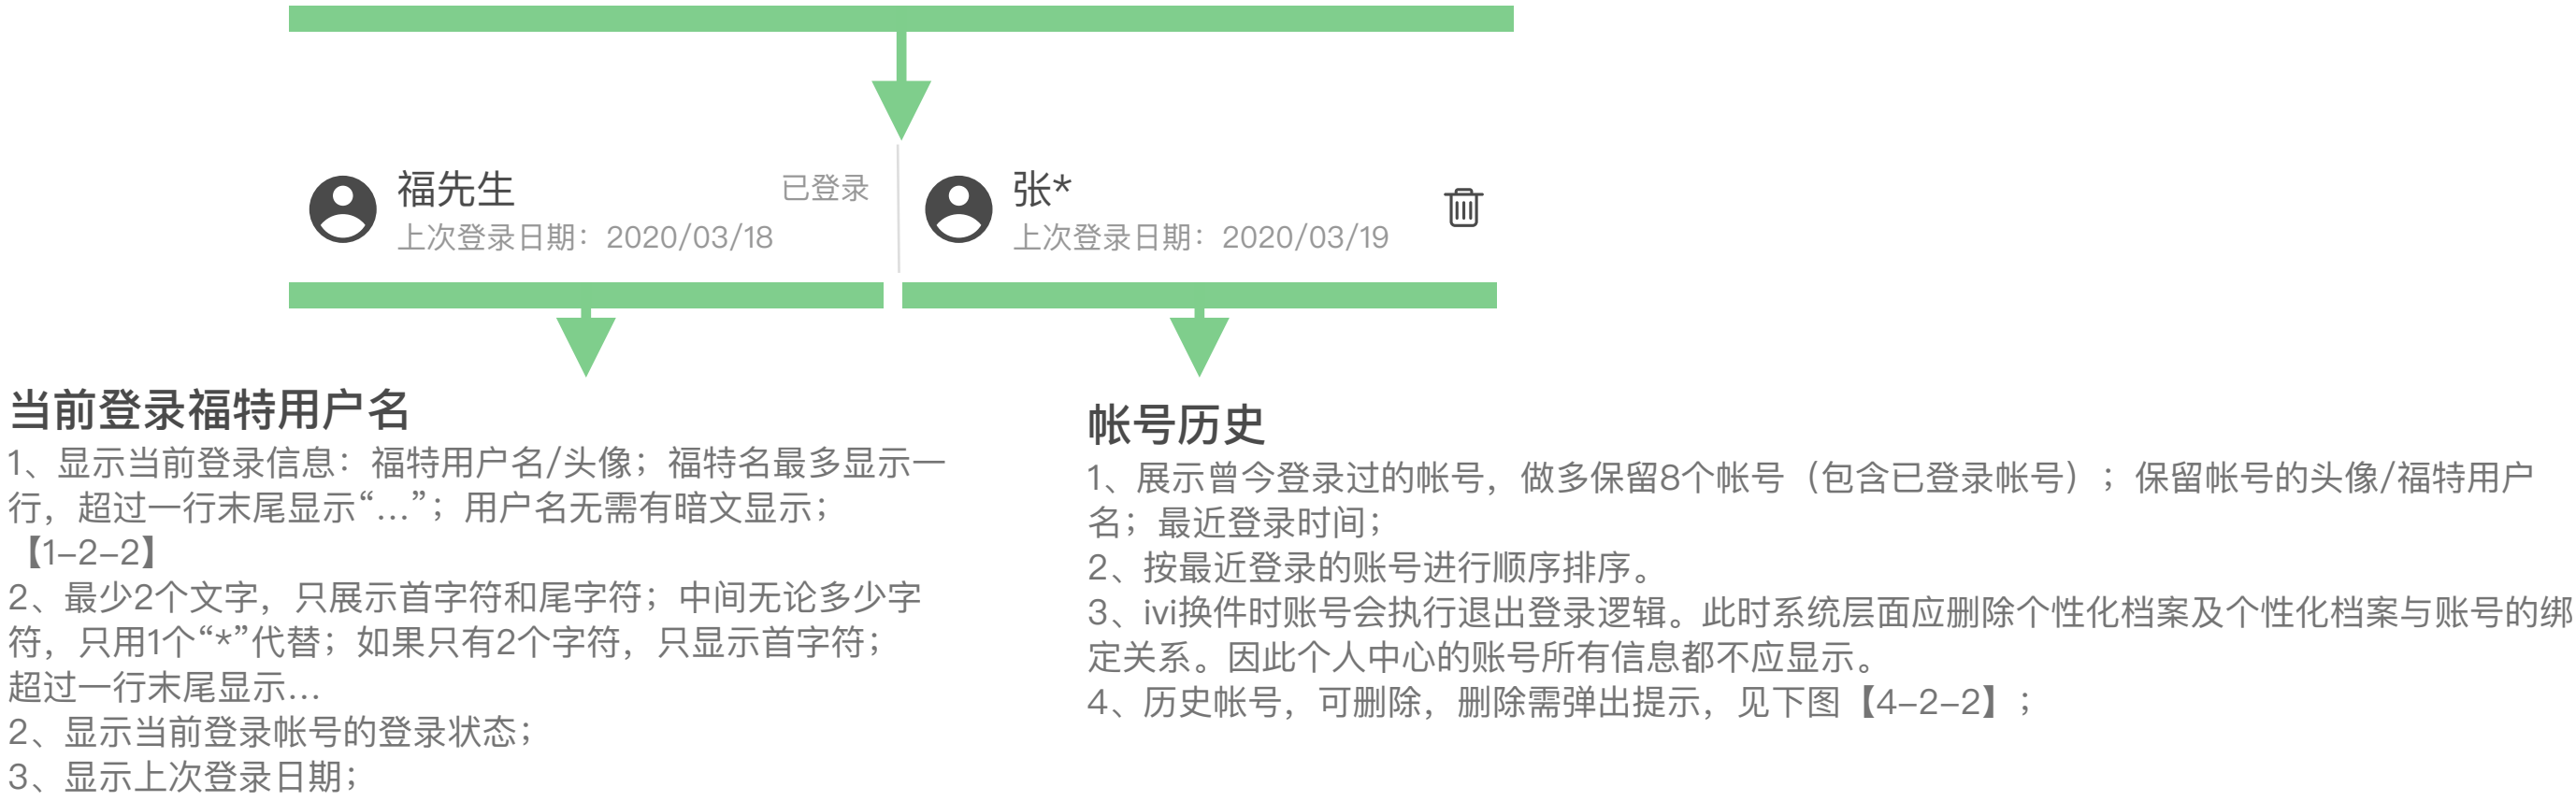 福先生
已登录
上次登录日期：2020/03/18
张*
上次登录日期：2020/03/19
当前登录福特用户名
1、显示当前登录信息：福特用户名/头像；福特名最多显示一
行，超过一行末尾显示“...”；用户名无需有暗文显示；
【1-2-2】
2、最少2个文字，只展示首字符和尾字符；中间无论多少字
符，只用1个“*”代替；如果只有2个字符，只显示首字符；
超过一行末尾显示...
2、显示当前登录帐号的登录状态；
3、显示上次登录日期；
帐号历史
1、展示曾今登录过的帐号，做多保留8个帐号（包含已登录帐号）；保留帐号的头像/福特用户
名；最近登录时间；
2、按最近登录的账号进行顺序排序。
3、ivi换件时账号会执行退出登录逻辑。此时系统层面应删除个性化档案及个性化档案与账号的绑
定关系。因此个人中心的账号所有信息都不应显示。
4、历史帐号，可删除，删除需弹出提示，见下图【4-2-2】；